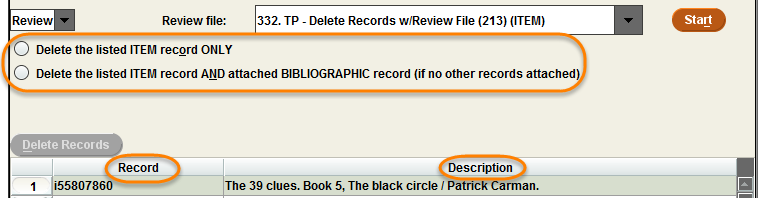 Review Review file: 332. TP - Delete Records w/Review File (213) (ITEM) Start
Delete the listed ITEM record ONLY
Delete the listed ITEM record AND attached BIBLIOGRAPHIC record (if no other records attached)
Delete Records
Record Description
1 i55807860 The 39 clues. Book 5, The black circle / Patrick Carman.